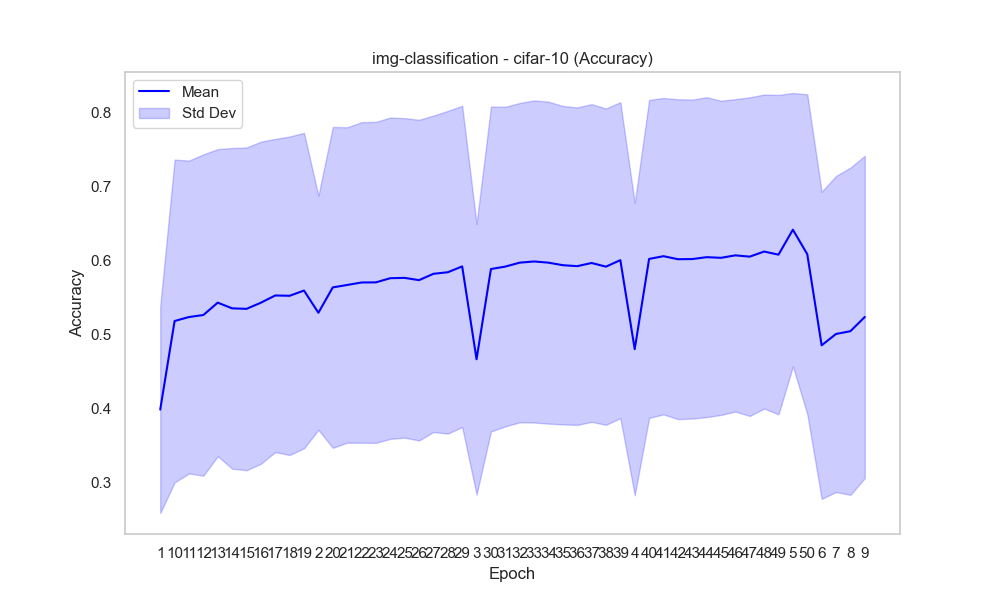 img-classification - cifar-10 (Accuracy)
Mean
Std Dev
Accuracy
0.8
0.7
0.6
0.5
0.4
0.3
1 10 11 12 13 14 15 16 17 18 19 2 20 21 22 23 24 25 26 27 28 29 3 30 31 32 33 34 35 36 37 38 39 4 40 41 42 43 44 45 46 47 48 49 5 50 6 7 8 9
Epoch